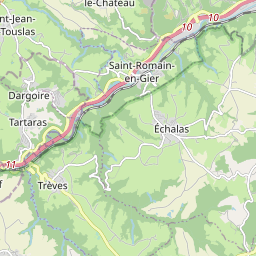 nt-Jean-
Touslas
le-Château
10
10
Saint-Romain-
en-Gier
Dargoire
Tartaras
Échalas
11
f
Trèves